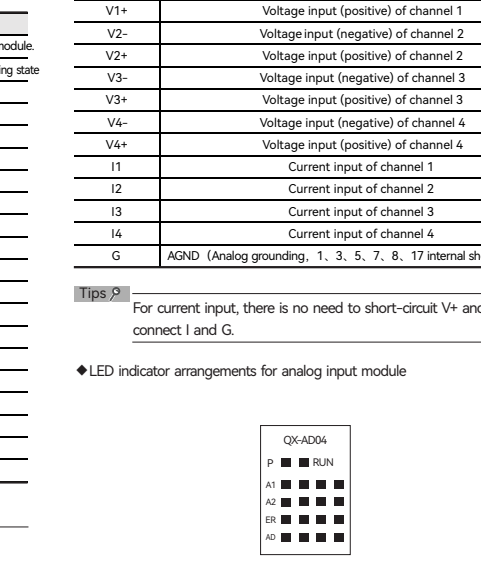 nodule.
ing state
V1+ Voltage input (positive) of channel 1
V2- Voltage input (negative) of channel 2
V2+ Voltage input (positive) of channel 2
V3- Voltage input (negative) of channel 3
V3+ Voltage input (positive) of channel 3
V4- Voltage input (negative) of channel 4
V4+ Voltage input (positive) of channel 4
I1 Current input of channel 1
I2 Current input of channel 2
I3 Current input of channel 3
I4 Current input of channel 4
G AGND（Analog grounding，1、3、5、7、8、17 internal sh
Tips
For current input, there is no need to short-circuit V+ and
connect I and G.
◆LED indicator arrangements for analog input module
QX-AD04
P RUN
A1
A2
ER
AD